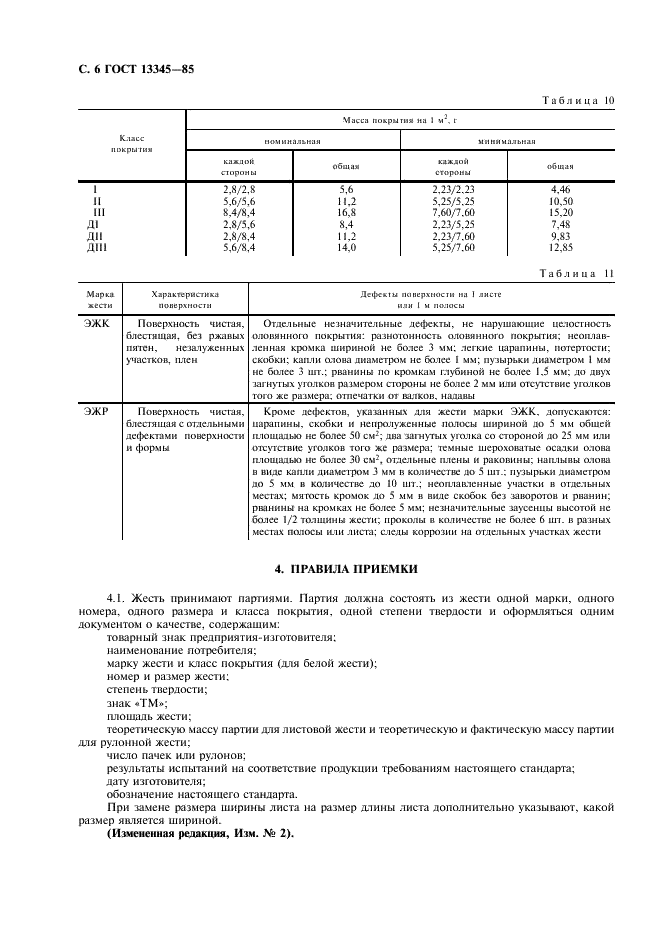 С. 6 ГОСТ 13345—85
Таблица 10
Класс покрытия
Масса покрытия на 1 м², г
номинальная
минимальная
каждой стороны
общая
каждой стороны
общая
I 2,8/2,8 5,6 2,23/2,23 4,46
II 5,6/5,6 11,2 5,25/5,25 10,50
III 8,4/8,4 16,8 7,60/7,60 15,20
ДI 2,8/5,6 8,4 2,23/5,25 7,48
ДII 2,8/8,4 11,2 2,23/7,60 9,83
ДIII 5,6/8,4 14,0 5,25/7,60 12,85
Таблица 11
Марка жести
Характеристика поверхности
Дефекты поверхности на 1 листе
или 1 м полосы
ЭЖК
Поверхность чистая,
блестящая, без ржавых
пятен, незалуженных
участков, плен
Отдельные незначительные дефекты, не нарушающие целостность
оловянного покрытия: разнотонность оловянного покрытия; неоплав-
ленная кромка шириной не более 3 мм; легкие царапины, потертости;
скобки; капли олова диаметром не более 1 мм; пузырьки диаметром 1 мм
не более 3 шт.; рванины по кромкам глубиной не более 1,5 мм; до двух
загнутых уголков размером стороны не более 2 мм или отсутствие уголков
того же размера; отпечатки от валков, надавы
ЭЖР
Поверхность чистая,
блестящая с отдельными
дефектами поверхности
и формы
Кроме дефектов, указанных для жести марки ЭЖК, допускаются:
царапины, скобки и непролуженные полосы шириной до 5 мм общей
площадью не более 50 см²; два загнутых уголка со стороной до 25 мм или
отсутствие уголков того же размера; темные шероховатые осадки олова
площадью не более 30 см², отдельные плены и раковины; наплывы олова
в виде капли диаметром 3 мм в количестве до 5 шт.; пузырьки диаметром
до 5 мм в количестве до 10 шт.; неоплавленные участки в отдельных
местах; мятость кромок до 5 мм в виде скобок без заворотов и рванин;
рванины на кромках не более 5 мм; незначительные заусенцы высотой не
более 1/2 толщины жести; проколы в количестве не более 6 шт. в разных
местах полосы или листа; следы коррозии на отдельных участках жести
4. ПРАВИЛА ПРИЕМКИ
4.1. Жесть принимают партиями. Партия должна состоять из жести одной марки, одного
номера, одного размера и класса покрытия, одной степени твердости и оформляться одним
документом о качестве, содержащим:
товарный знак предприятия-изготовителя;
наименование потребителя;
марку жести и класс покрытия (для белой жести);
номер и размер жести;
степень твердости;
знак «ТМ»;
площадь жести;
теоретическую массу партии для листовой жести и теоретическую и фактическую массу партии
для рулонной жести;
число пачек или рулонов;
результаты испытаний на соответствие продукции требованиям настоящего стандарта;
дату изготовителя;
обозначение настоящего стандарта.
При замене размера ширины листа на размер длины листа дополнительно указывают, какой
размер является шириной.
(Измененная редакция, Изм. № 2).